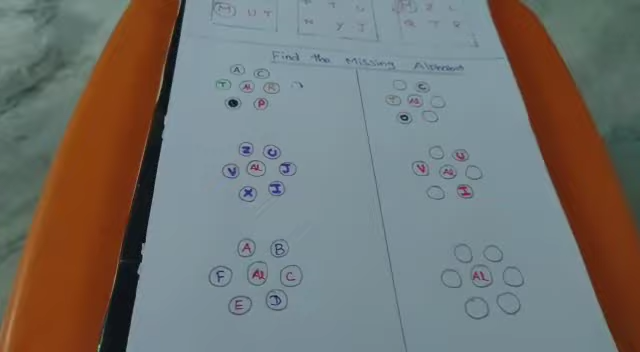 M U T
N Y J
M Z L
Q T R
Find the Missing Alphabet
A C
T AL R
P
C
T AL
O
Z U
V AL J
X I
U
V AL
I
A B
F AL C
E D
AL